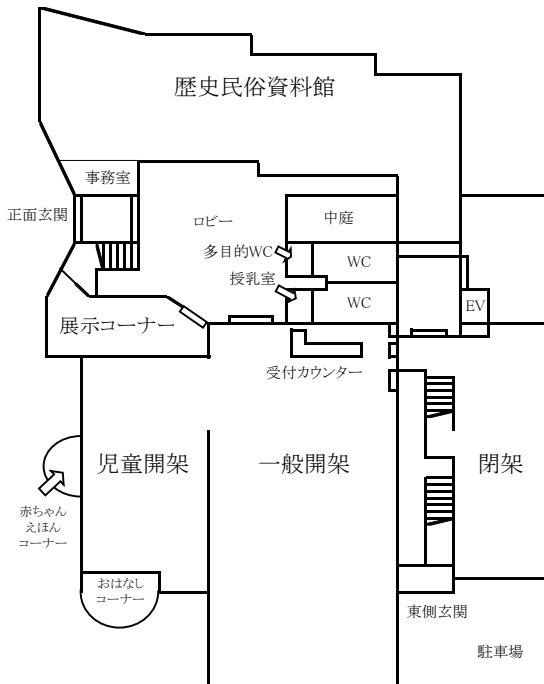 歴史民俗資料館
事務室
正面玄関
ロビー
中庭
多目的WC
WC
授乳室
WC
EV
展示コーナー
受付カウンター
児童開架
一般開架
閉架
赤ちゃん
えほん
コーナー
おはなし
コーナー
東側玄関
駐車場